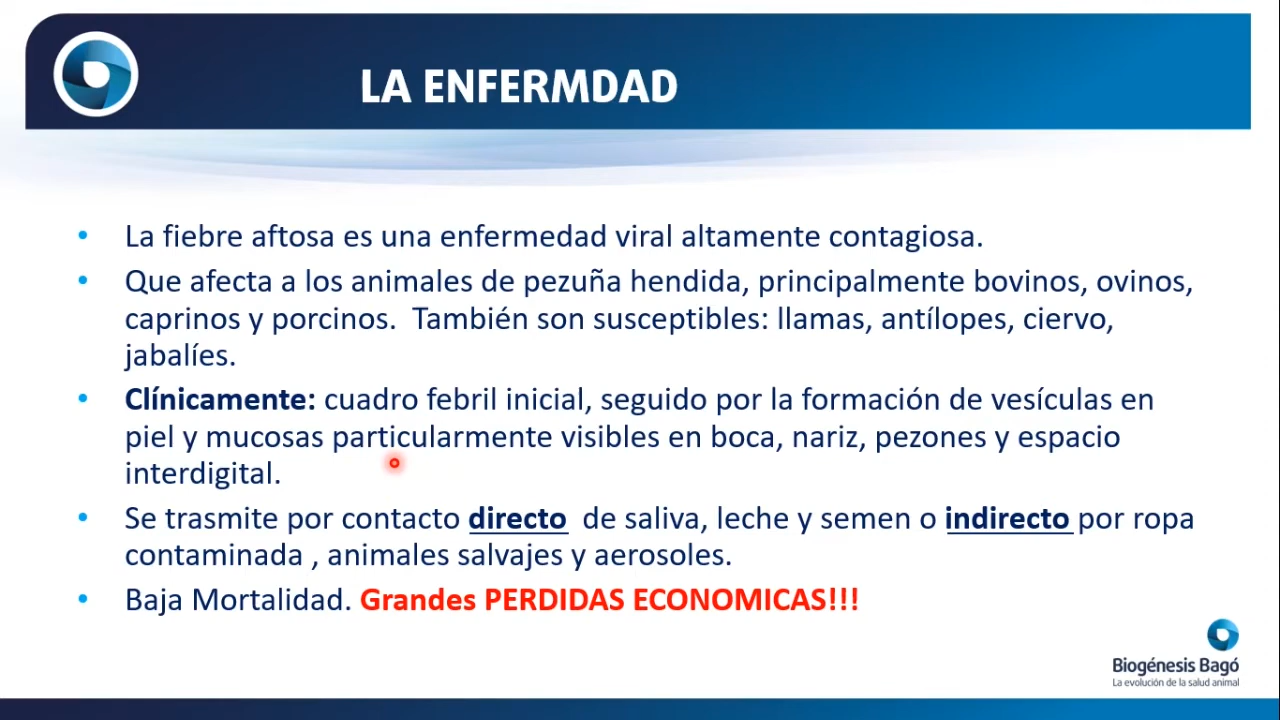 LA ENFERMDAD
• La fiebre aftosa es una enfermedad viral altamente contagiosa.
• Que afecta a los animales de pezuña hendida, principalmente bovinos, ovinos,
caprinos y porcinos.  También son susceptibles: llamas, antílopes, ciervo,
jabalíes.
• Clínicamente: cuadro febril inicial, seguido por la formación de vesículas en
piel y mucosas particularmente visibles en boca, nariz, pezones y espacio
interdigital.
• Se trasmite por contacto directo  de saliva, leche y semen o indirecto por ropa
contaminada , animales salvajes y aerosoles.
• Baja Mortalidad. Grandes PERDIDAS ECONOMICAS!!!
Biogénesis Bagó
La evolución de la salud animal